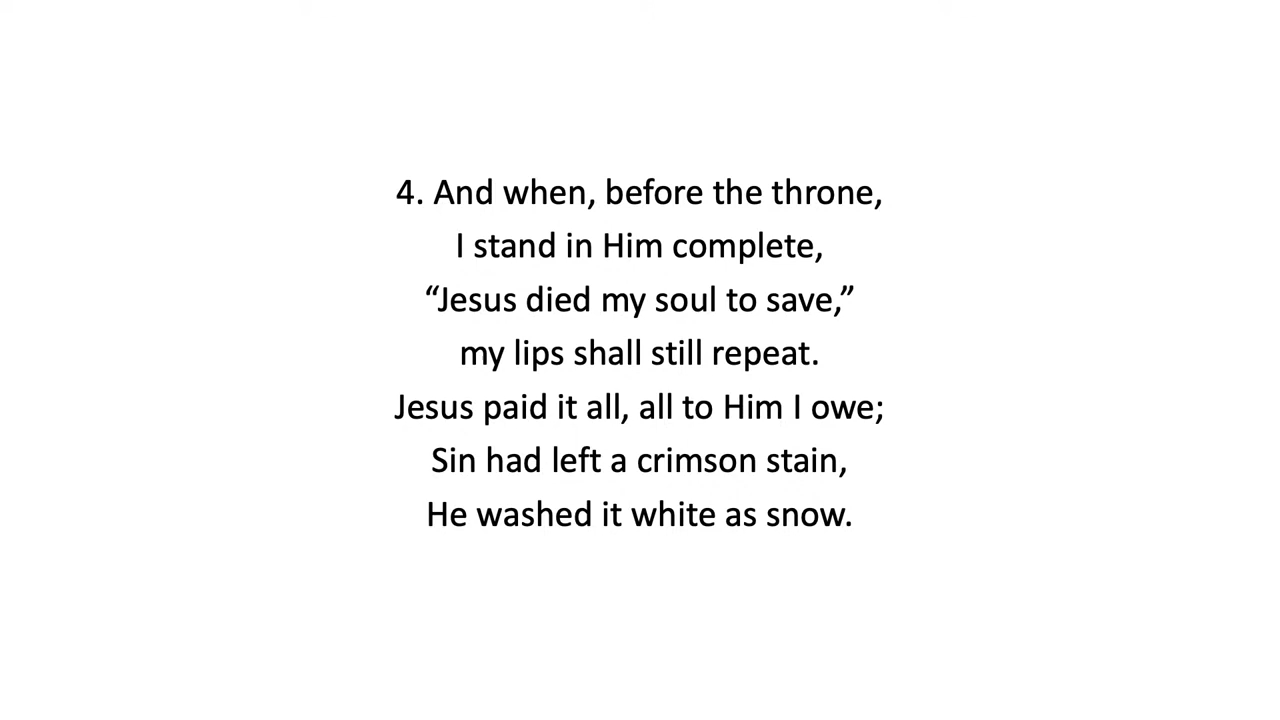 4. And when, before the throne,
I stand in Him complete,
“Jesus died my soul to save,”
my lips shall still repeat.
Jesus paid it all, all to Him I owe;
Sin had left a crimson stain,
He washed it white as snow.